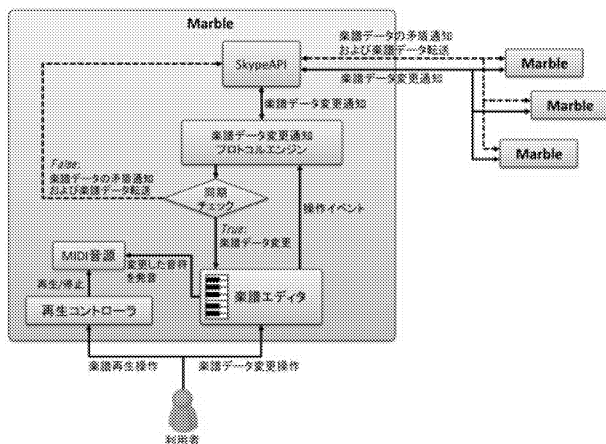 Marble
楽譜データの矛盾通知
および楽譜データ転送
SkypeAPI
楽譜データ変更通知
Marble
楽譜データ変更通知
Marble
楽譜データ変更通知
プロトコルエンジン
Marble
False:
楽譜データの矛盾通知
および楽譜データ転送
同期
チェック
操作イベント
True:
楽譜データ変更
MIDI音源
変更した音符
を発音
再生/停止
楽譜エディタ
再生コントローラ
楽譜再生操作
楽譜データ変更操作
利用者